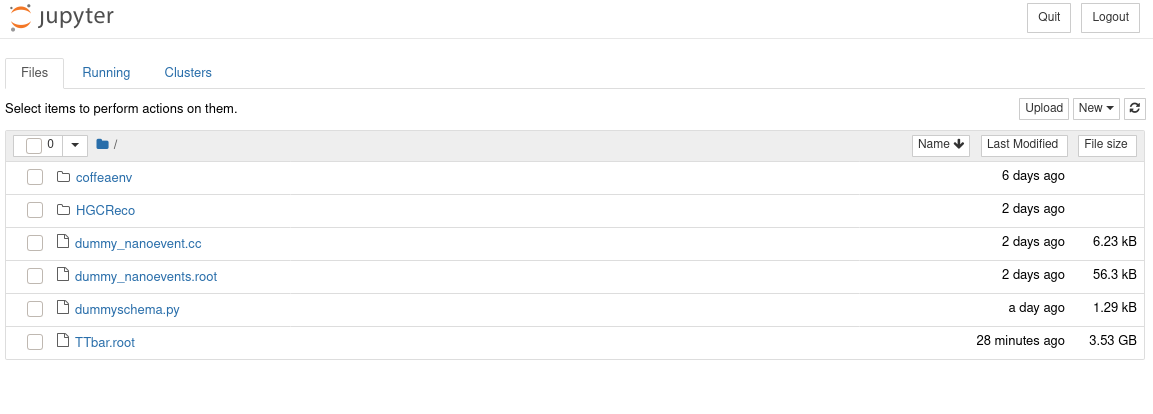 jupyter Quit Logout
Files Running Clusters
Select items to perform actions on them. Upload New
0 / Name Last Modified File size
coffeaenv 6 days ago
HGCReco 2 days ago
dummy_nanoevent.cc 2 days ago 6.23 kB
dummy_nanoevents.root 2 days ago 56.3 kB
dummyschema.py a day ago 1.29 kB
TTbar.root 28 minutes ago 3.53 GB